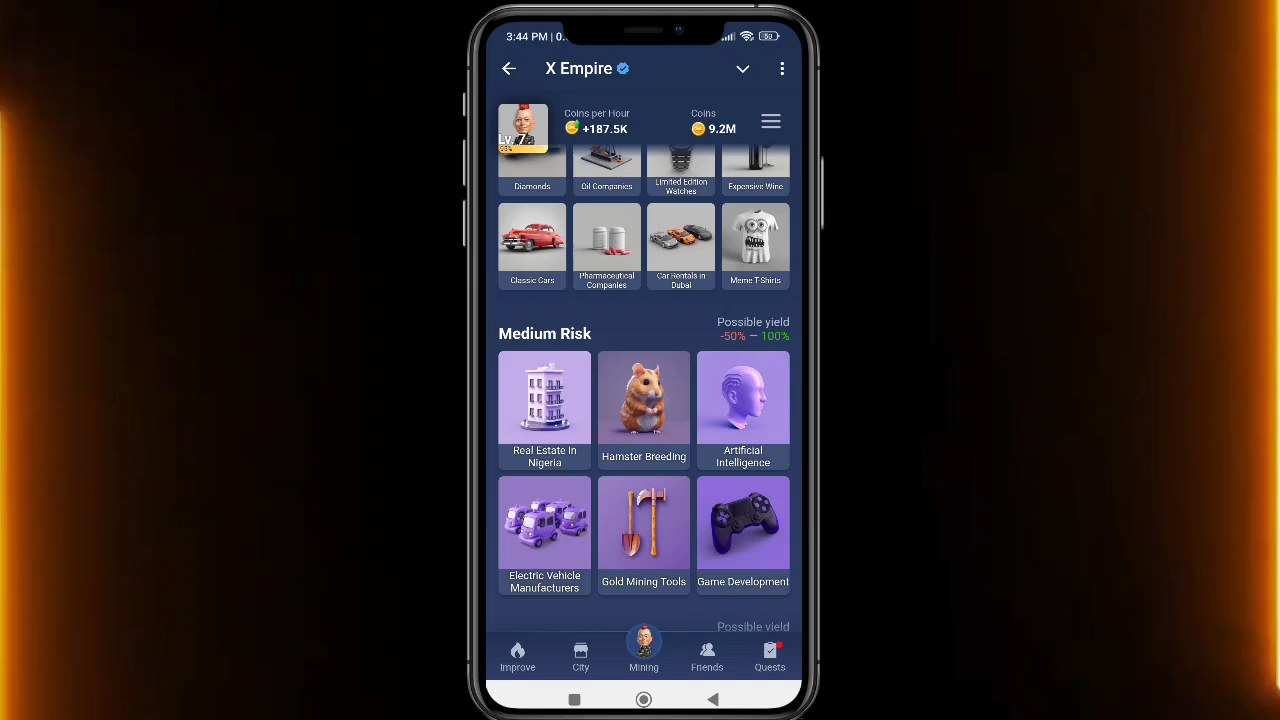 3:44 PM | 0.
50
X Empire
Coins per Hour
+187.5K
Coins
9.2M
Lv. 7
Diamonds
Oil Companies
Limited Edition
Watches
Expensive Wine
Classic Cars
Pharmaceutical
Companies
Car Rentals in
Dubai
Meme T-Shirts
Medium Risk
Possible yield
-50% — 100%
Real Estate in
Nigeria
Hamster Breeding
Artificial
Intelligence
Electric Vehicle
Manufacturers
Gold Mining Tools
Game Development
Possible yield
Improve
City
Mining
Friends
Quests